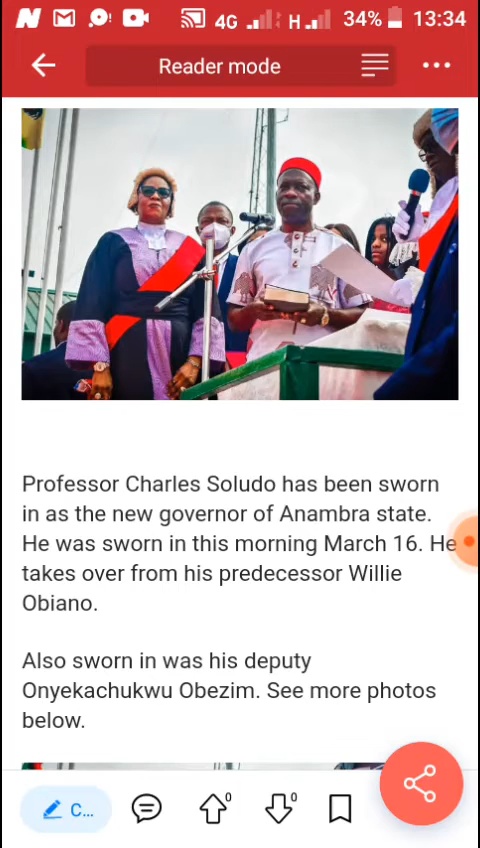 4G
H
34%
13:34
Reader mode
Professor Charles Soludo has been sworn
in as the new governor of Anambra state.
He was sworn in this morning March 16. He
takes over from his predecessor Willie
Obiano.
Also sworn in was his deputy
Onyekachukwu Obezim. See more photos
below.
C...
0
0